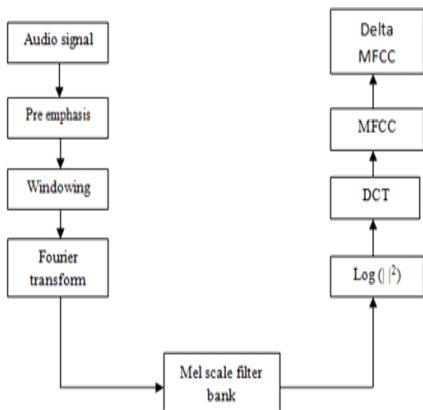 Audio signal
Pre emphasis
Windowing
Fourier
transform
Mel scale filter
bank
Log (| |²)
DCT
MFCC
Delta
MFCC